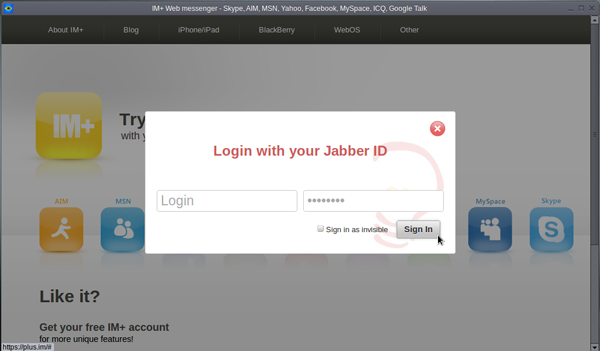 IM+ Web messenger - Skype, AIM, MSN, Yahoo, Facebook, MySpace, ICQ, Google Talk
About IM+ Blog iPhone/iPad BlackBerry WebOS Other
IM+
Try
with y
Login with your Jabber ID
Login ••••••••
Sign in as invisible Sign In
AIM MSN MySpace Skype
Like it?
Get your free IM+ account
for more unique features!
https://plus.im/#